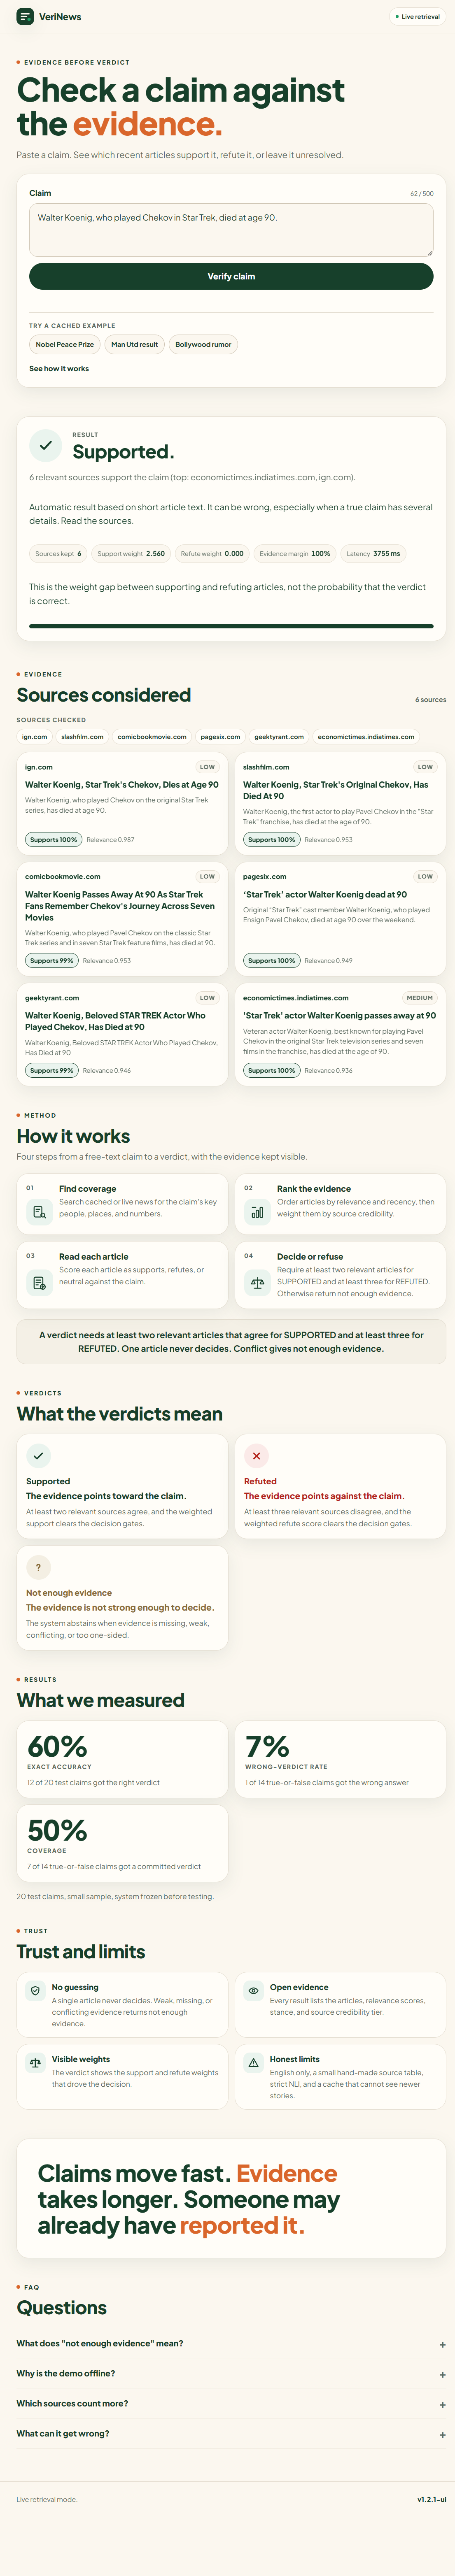 VeriNews
Live retrieval
EVIDENCE BEFORE VERDICT
Check a claim against
the evidence.
Paste a claim. See which recent articles support it, refute it, or leave it unresolved.
Claim
62 / 500
Walter Koenig, who played Chekov in Star Trek, died at age 90.
Verify claim
TRY A CACHED EXAMPLE
Nobel Peace Prize
Man Utd result
Bollywood rumor
See how it works
RESULT
Supported.
6 relevant sources support the claim (top: economictimes.indiatimes.com, ign.com).
Automatic result based on short article text. It can be wrong, especially when a true claim has several
details. Read the sources.
Sources kept 6
Support weight 2.560
Refute weight 0.000
Evidence margin 100%
Latency 3755 ms
This is the weight gap between supporting and refuting articles, not the probability that the verdict
is correct.
EVIDENCE
Sources considered
6 sources
SOURCES CHECKED
ign.com
slashfilm.com
comicbookmovie.com
pagesix.com
geektyrant.com
economictimes.indiatimes.com
ign.com
LOW
Walter Koenig, Star Trek's Chekov, Dies at Age 90
Walter Koenig, who played Chekov on the original Star Trek
series, has died at age 90.
Supports 100%
Relevance 0.987
slashfilm.com
LOW
Walter Koenig, Star Trek's Original Chekov, Has
Died At 90
Walter Koenig, the first actor to play Pavel Chekov in the "Star
Trek" franchise, has died at the age of 90.
Supports 100%
Relevance 0.953
comicbookmovie.com
LOW
Walter Koenig Passes Away At 90 As Star Trek
Fans Remember Chekov's Journey Across Seven
Movies
Walter Koenig, who played Pavel Chekov on the classic Star
Trek series and in seven Star Trek feature films, has died at 90.
Supports 99%
Relevance 0.953
pagesix.com
LOW
‘Star Trek’ actor Walter Koenig dead at 90
Original “Star Trek” cast member Walter Koenig, who played
Ensign Pavel Chekov, died at age 90 over the weekend.
Supports 100%
Relevance 0.949
geektyrant.com
LOW
Walter Koenig, Beloved STAR TREK Actor Who
Played Chekov, Has Died at 90
Walter Koenig, Beloved STAR TREK Actor Who Played Chekov,
Has Died at 90
Supports 99%
Relevance 0.946
economictimes.indiatimes.com
MEDIUM
'Star Trek' actor Walter Koenig passes away at 90
Veteran actor Walter Koenig, best known for playing Pavel
Chekov in the original Star Trek television series and seven
films in the franchise, has died at the age of 90.
Supports 100%
Relevance 0.936
METHOD
How it works
Four steps from a free-text claim to a verdict, with the evidence kept visible.
01
Find coverage
Search cached or live news for the claim's key
people, places, and numbers.
02
Rank the evidence
Order articles by relevance and recency, then
weight them by source credibility.
03
Read each article
Score each article as supports, refutes, or
neutral against the claim.
04
Decide or refuse
Require at least two relevant articles for
SUPPORTED and at least three for REFUTED.
Otherwise return not enough evidence.
A verdict needs at least two relevant articles that agree for SUPPORTED and at least three for
REFUTED. One article never decides. Conflict gives not enough evidence.
VERDICTS
What the verdicts mean
Supported
The evidence points toward the claim.
At least two relevant sources agree, and the weighted
support clears the decision gates.
Refuted
The evidence points against the claim.
At least three relevant sources disagree, and the
weighted refute score clears the decision gates.
?
Not enough evidence
The evidence is not strong enough to decide.
The system abstains when evidence is missing, weak,
conflicting, or too one-sided.
RESULTS
What we measured
60%
EXACT ACCURACY
12 of 20 test claims got the right verdict
7%
WRONG-VERDICT RATE
1 of 14 true-or-false claims got the wrong answer
50%
COVERAGE
7 of 14 true-or-false claims got a committed verdict
20 test claims, small sample, system frozen before testing.
TRUST
Trust and limits
No guessing
A single article never decides. Weak, missing, or
conflicting evidence returns not enough
evidence.
Open evidence
Every result lists the articles, relevance scores,
stance, and source credibility tier.
Visible weights
The verdict shows the support and refute weights
that drove the decision.
Honest limits
English only, a small hand-made source table,
strict NLI, and a cache that cannot see newer
stories.
Claims move fast. Evidence
takes longer. Someone may
already have reported it.
FAQ
Questions
What does "not enough evidence" mean?
+
Why is the demo offline?
+
Which sources count more?
+
What can it get wrong?
+
Live retrieval mode.
v1.2.1-ui